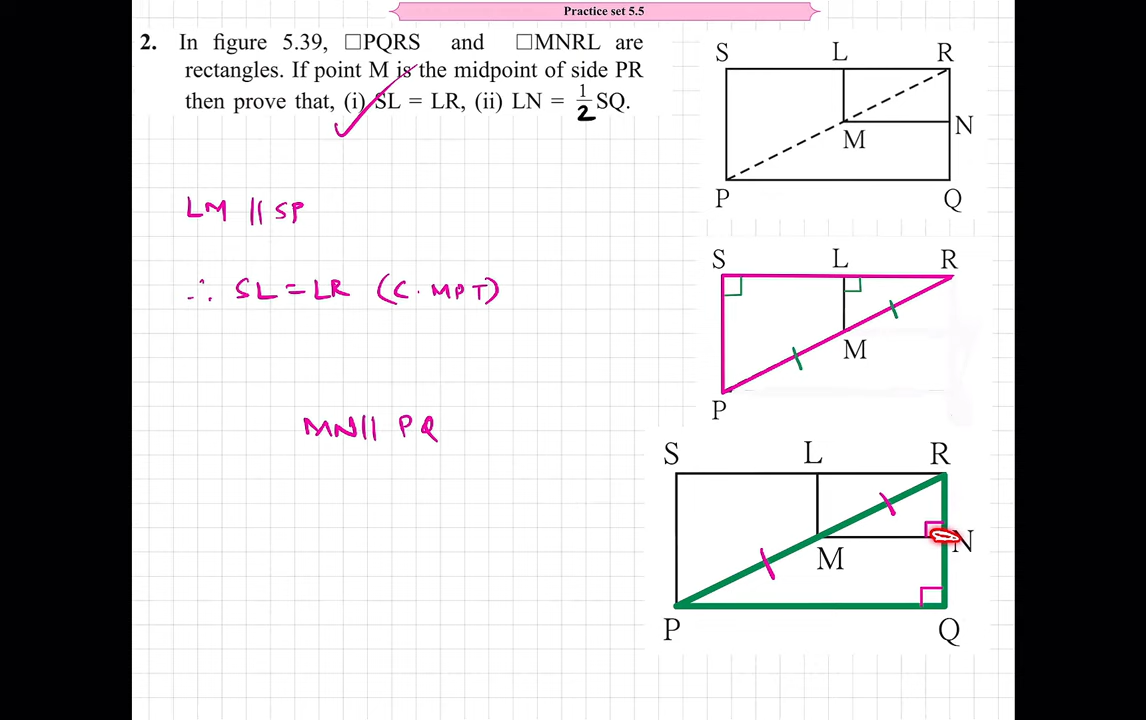 Practice set 5.5
2. In figure 5.39, □PQRS and □MNRL are
rectangles. If point M is the midpoint of side PR
then prove that, (i) SL = LR, (ii) LN = 1/2 SQ.
S L R
M N
P Q
LM || SP
∴ SL = LR (C. MPT)
S L R
M
P
MN || PQ
S L R
M N
P Q